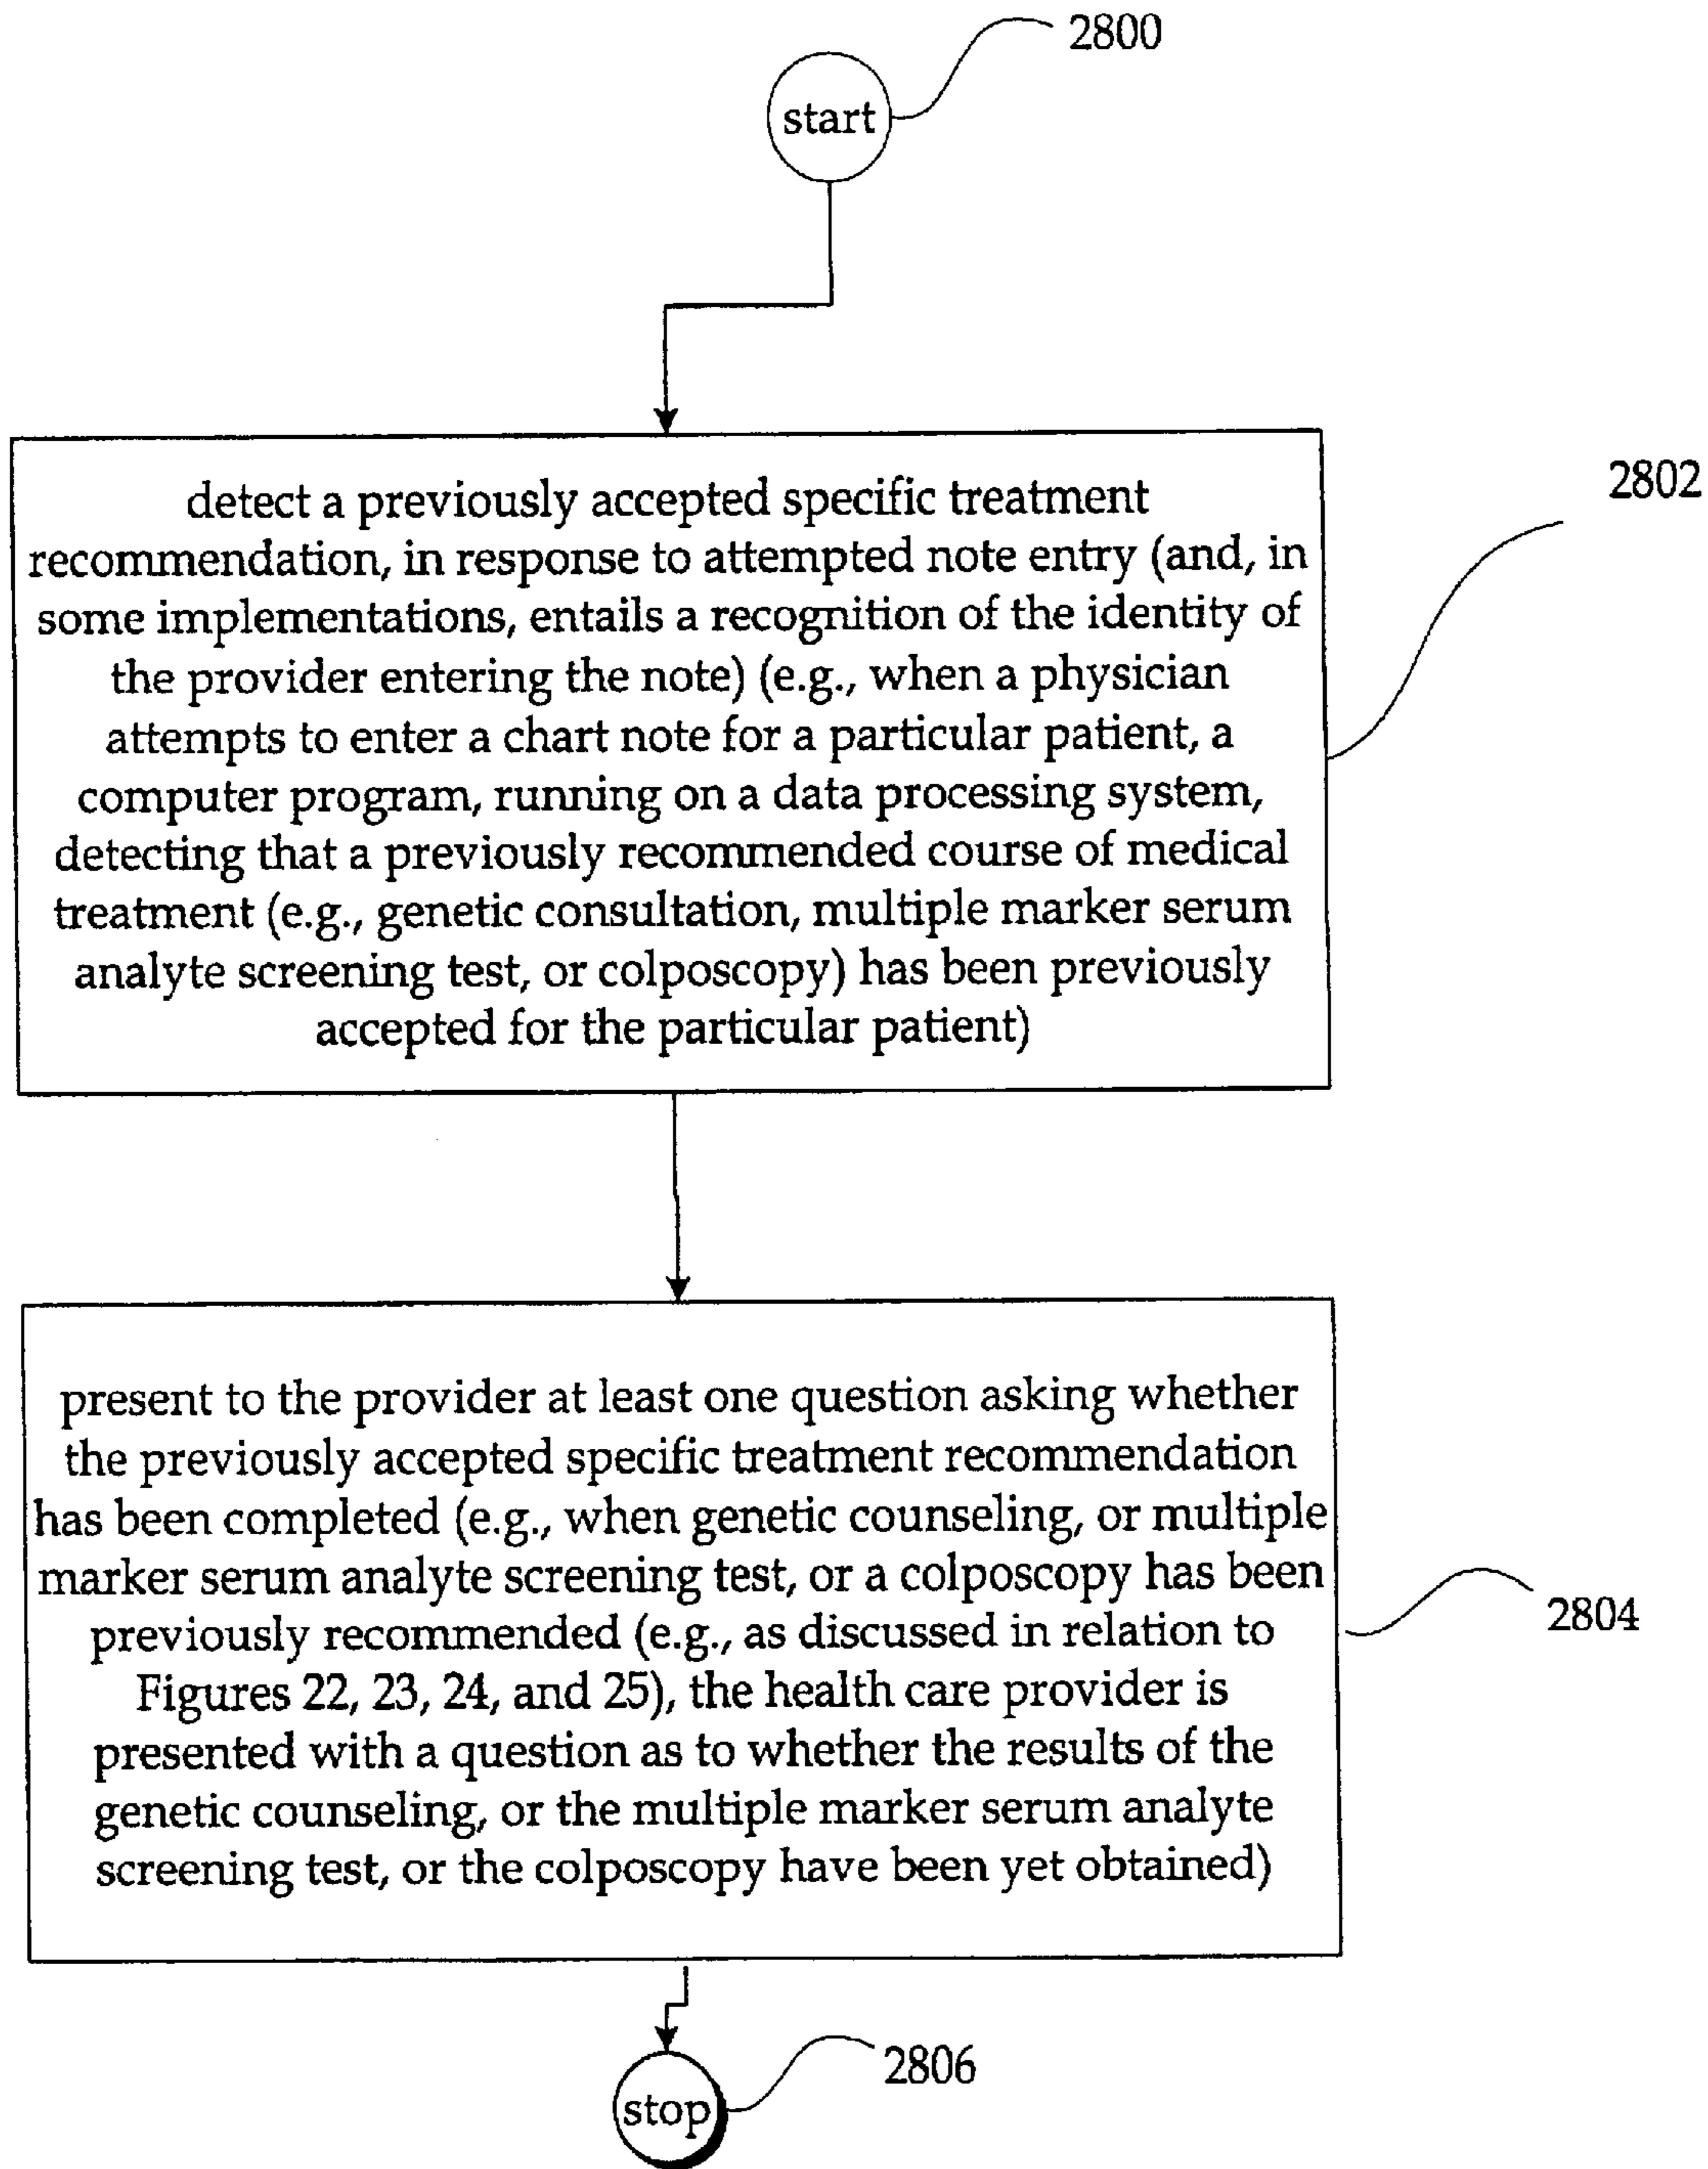 2800
start
2802
detect a previously accepted specific treatment
recommendation, in response to attempted note entry (and, in
some implementations, entails a recognition of the identity of
the provider entering the note) (e.g., when a physician
attempts to enter a chart note for a particular patient, a
computer program, running on a data processing system,
detecting that a previously recommended course of medical
treatment (e.g., genetic consultation, multiple marker serum
analyte screening test, or colposcopy) has been previously
accepted for the particular patient)
present to the provider at least one question asking whether
the previously accepted specific treatment recommendation
has been completed (e.g., when genetic counseling, or multiple
marker serum analyte screening test, or a colposcopy has been
previously recommended (e.g., as discussed in relation to
Figures 22, 23, 24, and 25), the health care provider is
presented with a question as to whether the results of the
genetic counseling, or the multiple marker serum analyte
screening test, or the colposcopy have been yet obtained)
2804
2806
stop